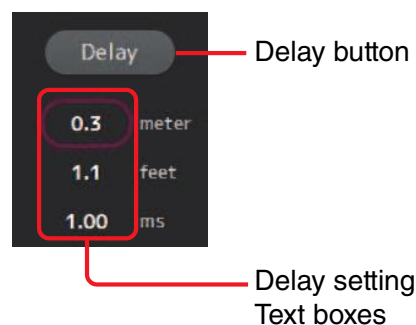 Delay
Delay button
0.3 meter
1.1 feet
1.00 ms
Delay setting
Text boxes